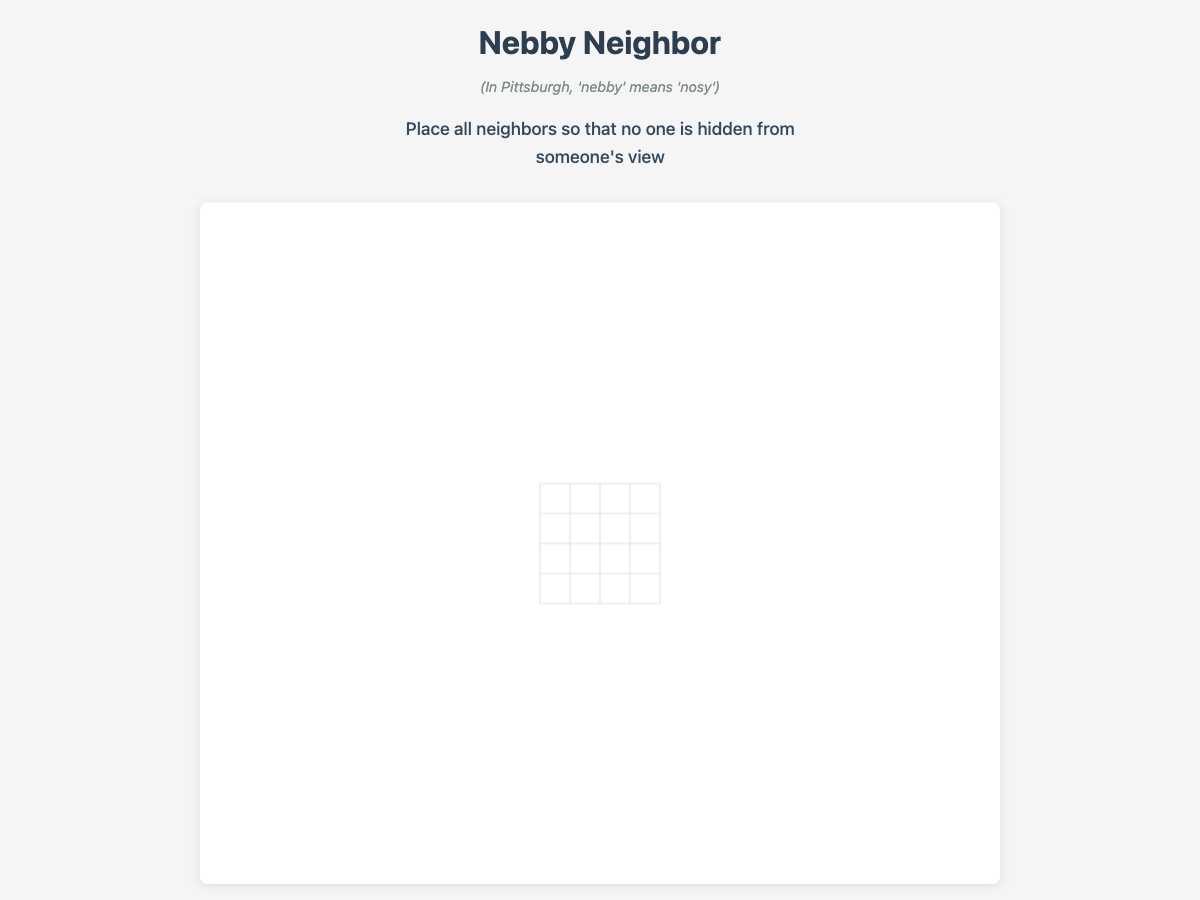 Nebby Neighbor
(In Pittsburgh, 'nebby' means 'nosy')
Place all neighbors so that no one is hidden from
someone's view